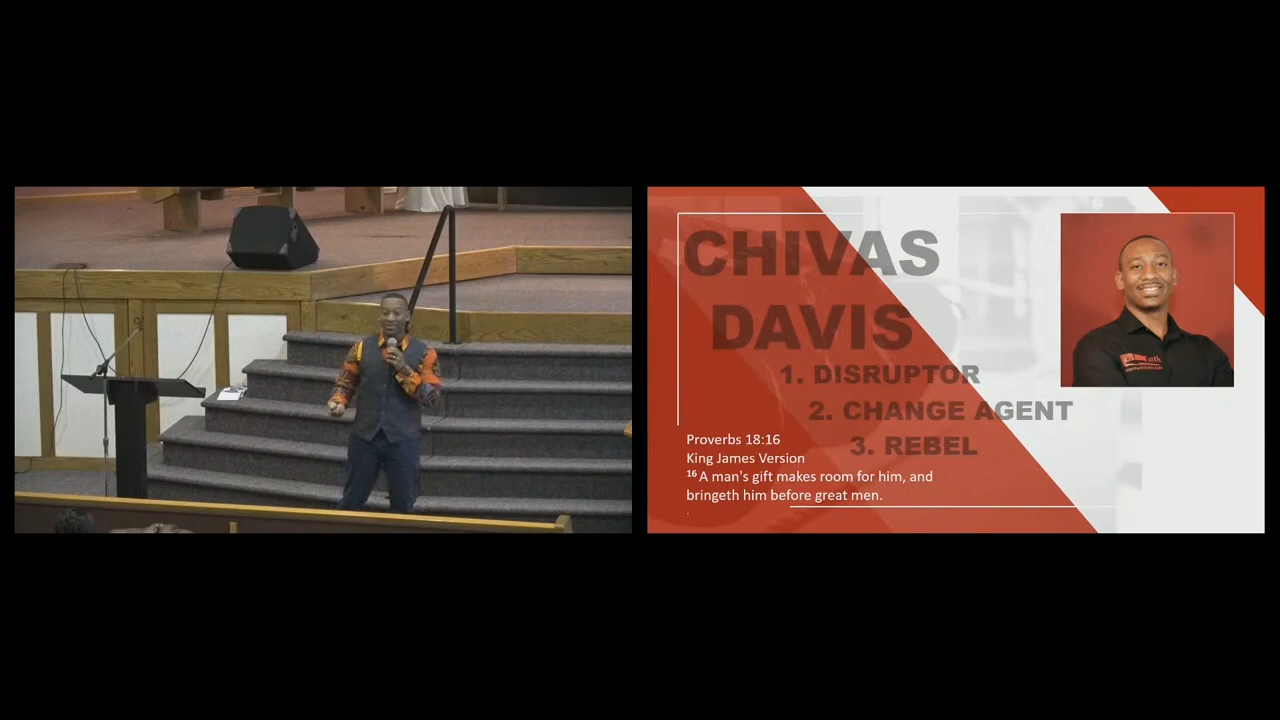 CHIVAS
DAVIS
1. DISRUPTOR
2. CHANGE AGENT
3. REBEL
Proverbs 18:16
King James Version
16 A man's gift makes room for him, and
bringeth him before great men.
.